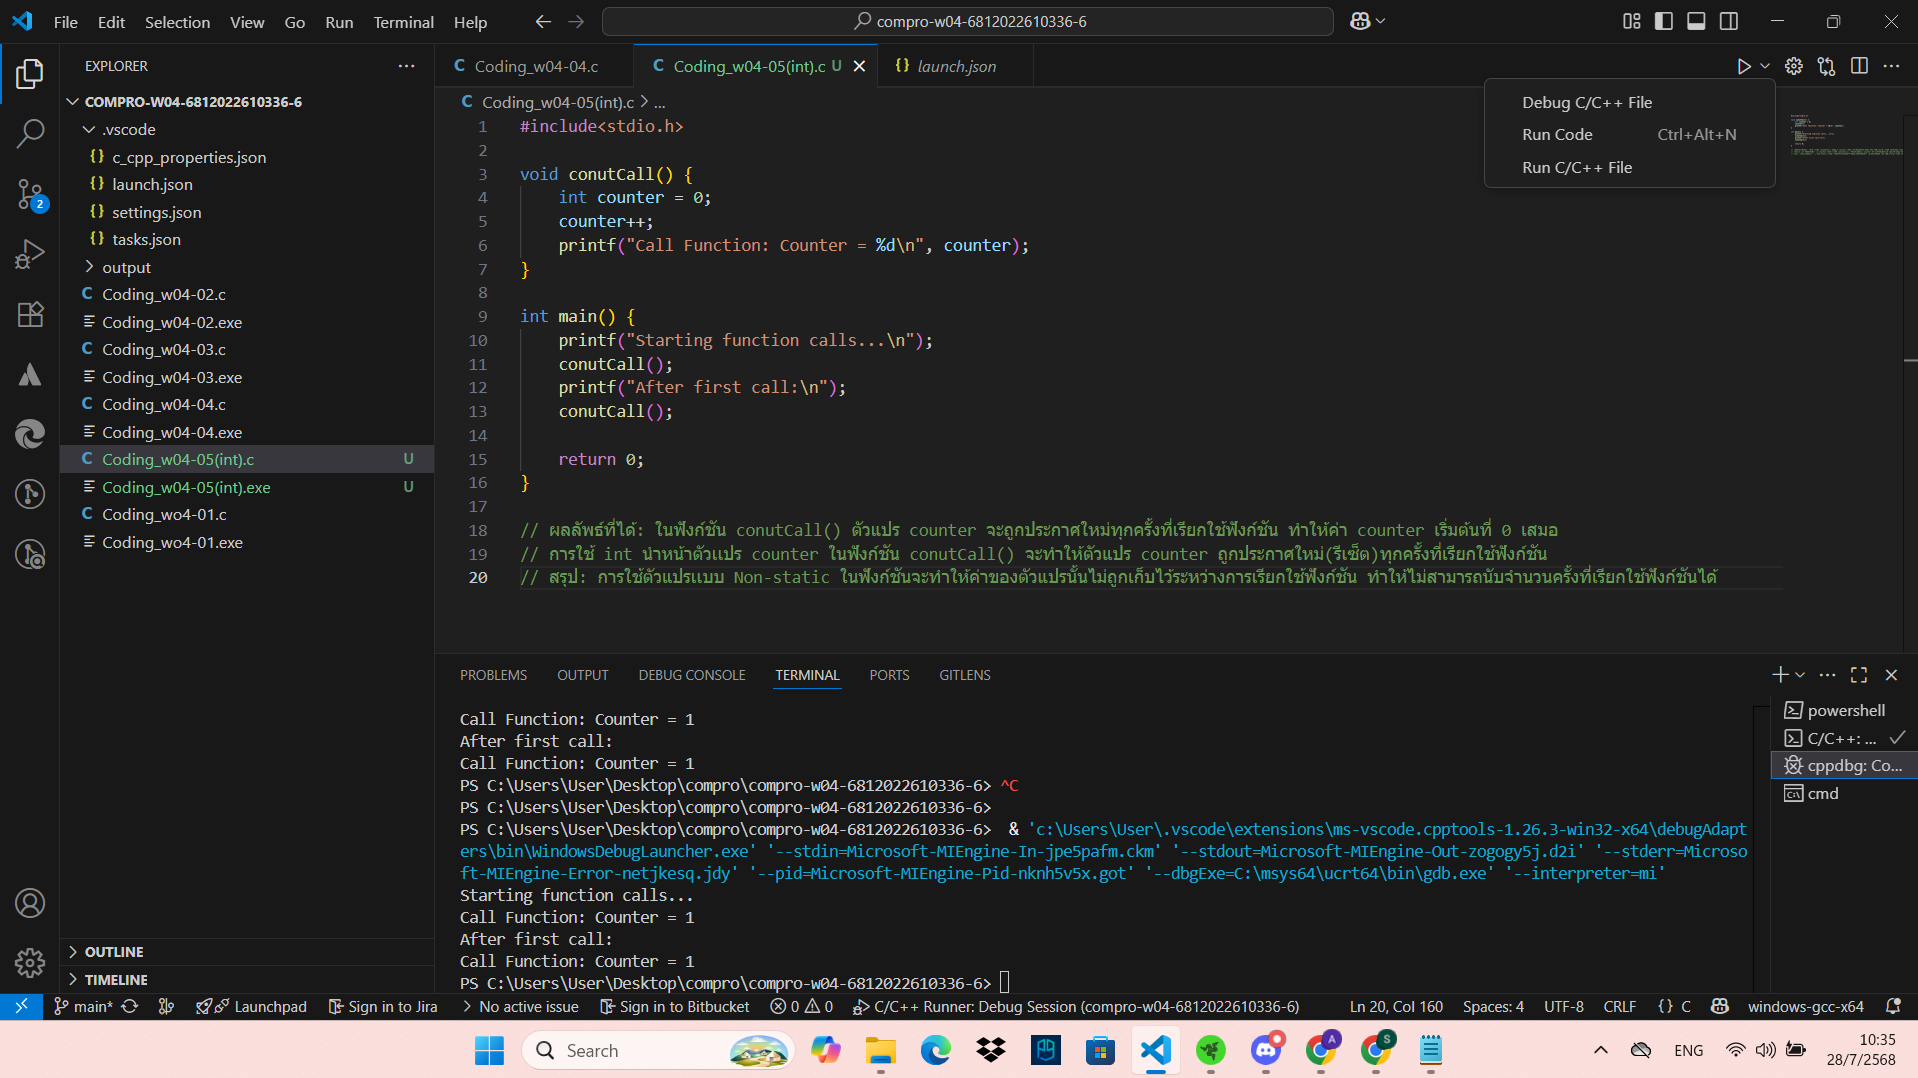 File Edit Selection View Go Run Terminal Help
compro-w04-6812022610336-6
EXPLORER
COMPRO-W04-6812022610336-6
.vscode
c_cpp_properties.json
launch.json
settings.json
tasks.json
output
Coding_w04-02.c
Coding_w04-02.exe
Coding_w04-03.c
Coding_w04-03.exe
Coding_w04-04.c
Coding_w04-04.exe
Coding_w04-05(int).c U
Coding_w04-05(int).exe U
Coding_wo4-01.c
Coding_wo4-01.exe
OUTLINE
TIMELINE
2
Coding_w04-04.c
Coding_w04-05(int).c U
launch.json
Coding_w04-05(int).c > ...
Debug C/C++ File
Run Code Ctrl+Alt+N
Run C/C++ File
1 #include<stdio.h>
2
3 void conutCall() {
4 int counter = 0;
5 counter++;
6 printf("Call Function: Counter = %d\n", counter);
7 }
8
9 int main() {
10 printf("Starting function calls...\n");
11 conutCall();
12 printf("After first call:\n");
13 conutCall();
14
15 return 0;
16 }
17
18 // ผลลัพธ์ที่ได้: ในฟังก์ชัน conutCall() ตัวแปร counter จะถูกประกาศใหม่ทุกครั้งที่เรียกใช้ฟังก์ชัน ทำให้ค่า counter เริ่มต้นที่ 0 เสมอ
19 // การใช้ int นำหน้าตัวแปร counter ในฟังก์ชัน conutCall() จะทำให้ตัวแปร counter ถูกประกาศใหม่(รีเซ็ต)ทุกครั้งที่เรียกใช้ฟังก์ชัน
20 // สรุป: การใช้ตัวแปรแบบ Non-static ในฟังก์ชันจะทำให้ค่าของตัวแปรนั้นไม่ถูกเก็บไว้ระหว่างการเรียกใช้ฟังก์ชัน ทำให้ไม่สามารถนับจำนวนครั้งที่เรียกใช้ฟังก์ชันได้
PROBLEMS OUTPUT DEBUG CONSOLE TERMINAL PORTS GITLENS
Call Function: Counter = 1
After first call:
Call Function: Counter = 1
PS C:\Users\User\Desktop\compro\compro-w04-6812022610336-6> ^C
PS C:\Users\User\Desktop\compro\compro-w04-6812022610336-6>
PS C:\Users\User\Desktop\compro\compro-w04-6812022610336-6> & 'c:\Users\User\.vscode\extensions\ms-vscode.cpptools-1.26.3-win32-x64\debugAdapt
ers\bin\WindowsDebugLauncher.exe' '--stdin=Microsoft-MIEngine-In-jpe5pafm.ckm' '--stdout=Microsoft-MIEngine-Out-zogogy5j.d2i' '--stderr=Microso
ft-MIEngine-Error-netjkesq.jdy' '--pid=Microsoft-MIEngine-Pid-nknh5v5x.got' '--dbgExe=C:\msys64\ucrt64\bin\gdb.exe' '--interpreter=mi'
Starting function calls...
Call Function: Counter = 1
After first call:
Call Function: Counter = 1
PS C:\Users\User\Desktop\compro\compro-w04-6812022610336-6>
powershell
C/C++: ...
cppdbg: Co...
cmd
main* Launchpad Sign in to Jira No active issue Sign in to Bitbucket 0 0 C/C++ Runner: Debug Session (compro-w04-6812022610336-6) Ln 20, Col 160 Spaces: 4 UTF-8 CRLF {} C windows-gcc-x64
Search
ENG
10:35
28/7/2568